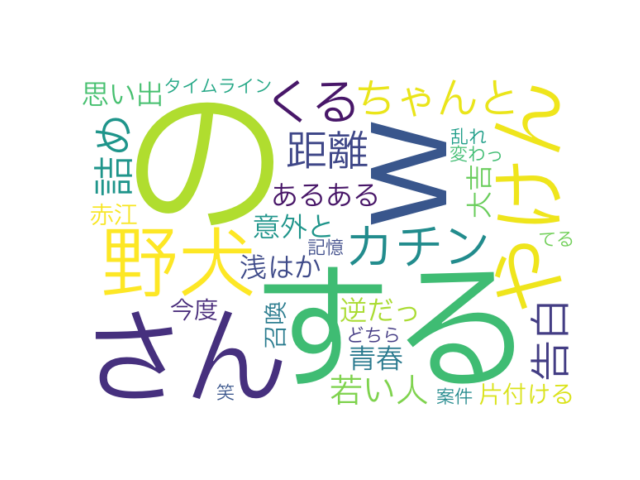 思い出
タイムライン
の
くる
ちゃんと
w
やけん
詰め
距離
乱れ
変わっ
大吉
あるある
赤江
意外と
カチン
野犬
記憶
浅はか
てる
する
さん
今度
召喚
逆だっ
どちら
告白
青春
笑
若い人
案件
片付ける